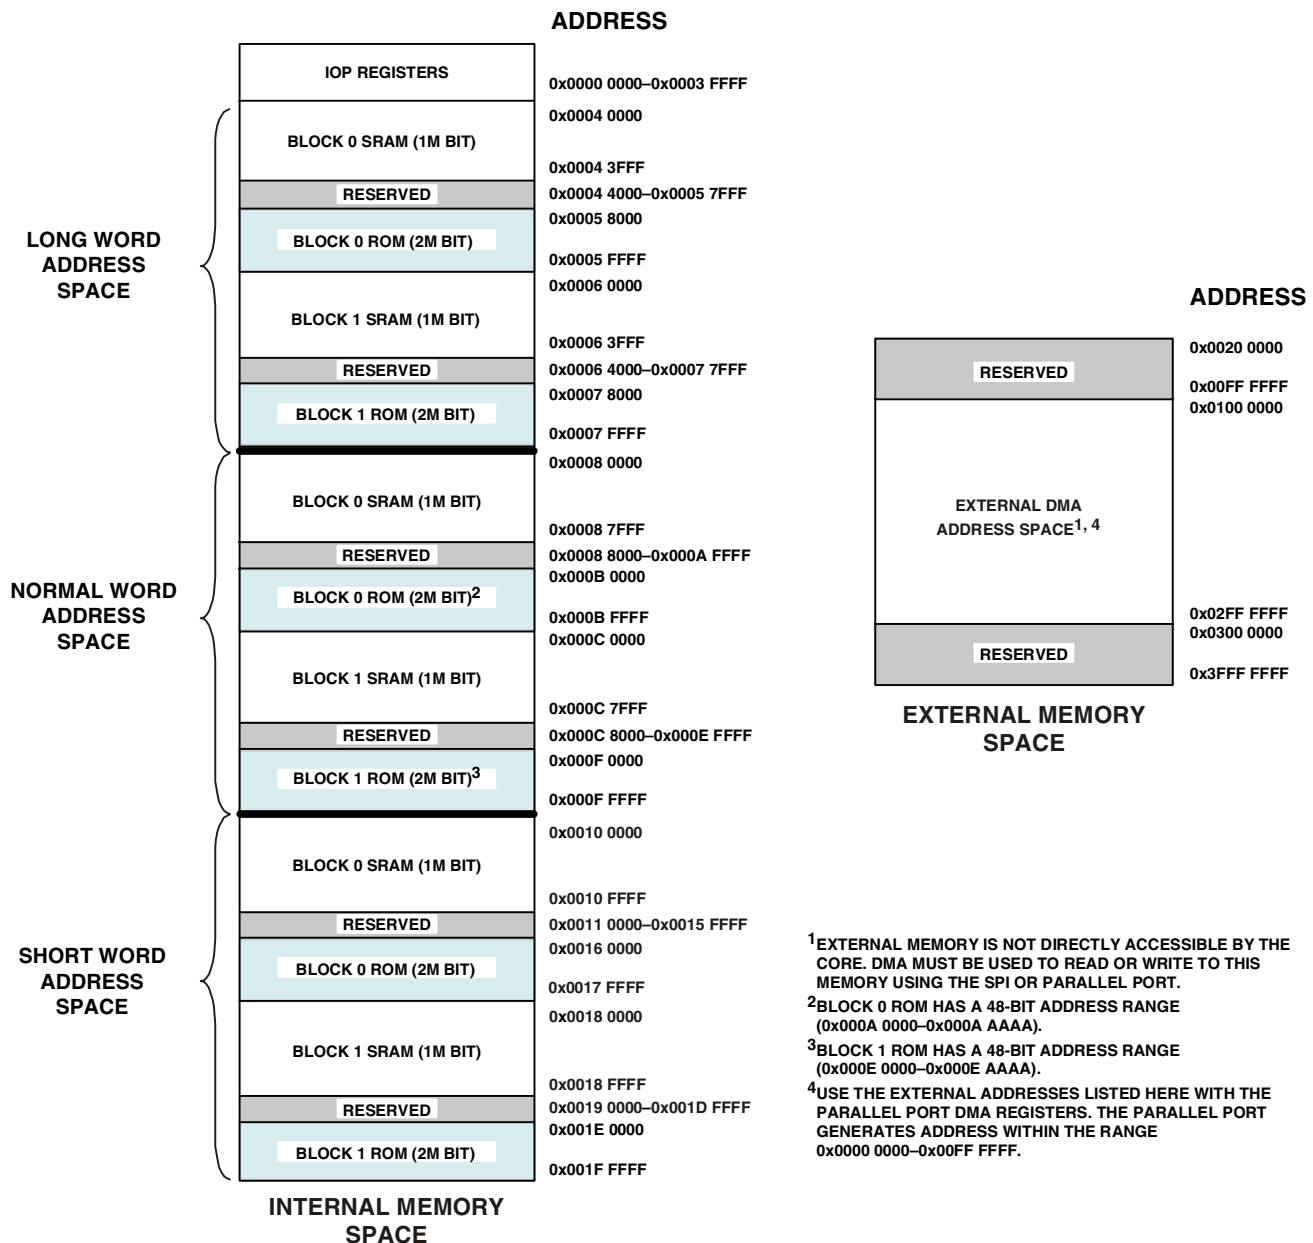 ADDRESS
IOP REGISTERS
0x0000 0000–0x0003 FFFF
LONG WORD
ADDRESS
SPACE
0x0004 0000
BLOCK 0 SRAM (1M BIT)
0x0004 3FFF
RESERVED
0x0004 4000–0x0005 7FFF
0x0005 8000
BLOCK 0 ROM (2M BIT)
0x0005 FFFF
0x0006 0000
BLOCK 1 SRAM (1M BIT)
0x0006 3FFF
RESERVED
0x0006 4000–0x0007 7FFF
0x0007 8000
BLOCK 1 ROM (2M BIT)
0x0007 FFFF
NORMAL WORD
ADDRESS
SPACE
0x0008 0000
BLOCK 0 SRAM (1M BIT)
0x0008 7FFF
RESERVED
0x0008 8000–0x000A FFFF
0x000B 0000
BLOCK 0 ROM (2M BIT)2
0x000B FFFF
0x000C 0000
BLOCK 1 SRAM (1M BIT)
0x000C 7FFF
RESERVED
0x000C 8000–0x000E FFFF
0x000F 0000
BLOCK 1 ROM (2M BIT)3
0x000F FFFF
SHORT WORD
ADDRESS
SPACE
0x0010 0000
BLOCK 0 SRAM (1M BIT)
0x0010 FFFF
RESERVED
0x0011 0000–0x0015 FFFF
0x0016 0000
BLOCK 0 ROM (2M BIT)
0x0017 FFFF
0x0018 0000
BLOCK 1 SRAM (1M BIT)
0x0018 FFFF
RESERVED
0x0019 0000–0x001D FFFF
0x001E 0000
BLOCK 1 ROM (2M BIT)
0x001F FFFF
INTERNAL MEMORY
SPACE
ADDRESS
0x0020 0000
RESERVED
0x00FF FFFF
0x0100 0000
EXTERNAL DMA
ADDRESS SPACE1, 4
0x02FF FFFF
0x0300 0000
RESERVED
0x3FFF FFFF
EXTERNAL MEMORY
SPACE
1EXTERNAL MEMORY IS NOT DIRECTLY ACCESSIBLE BY THE
CORE. DMA MUST BE USED TO READ OR WRITE TO THIS
MEMORY USING THE SPI OR PARALLEL PORT.
2BLOCK 0 ROM HAS A 48-BIT ADDRESS RANGE
(0x000A 0000–0x000A AAAA).
3BLOCK 1 ROM HAS A 48-BIT ADDRESS RANGE
(0x000E 0000–0x000E AAAA).
4USE THE EXTERNAL ADDRESSES LISTED HERE WITH THE
PARALLEL PORT DMA REGISTERS. THE PARALLEL PORT
GENERATES ADDRESS WITHIN THE RANGE
0x0000 0000–0x00FF FFFF.